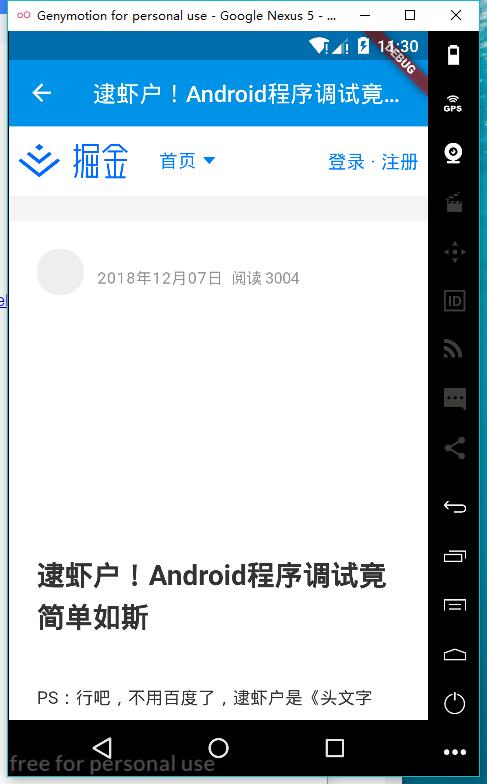 Genymotion for personal use - Google Nexus 5 - ...
11:30
DEBUG
逮虾户！Android程序调试竟...
GPS
掘金
首页
登录 · 注册
2018年12月07日 阅读 3004
ID
逮虾户！Android程序调试竟
简单如斯
PS：行吧，不用百度了，逮虾户是《头文字
free for personal use